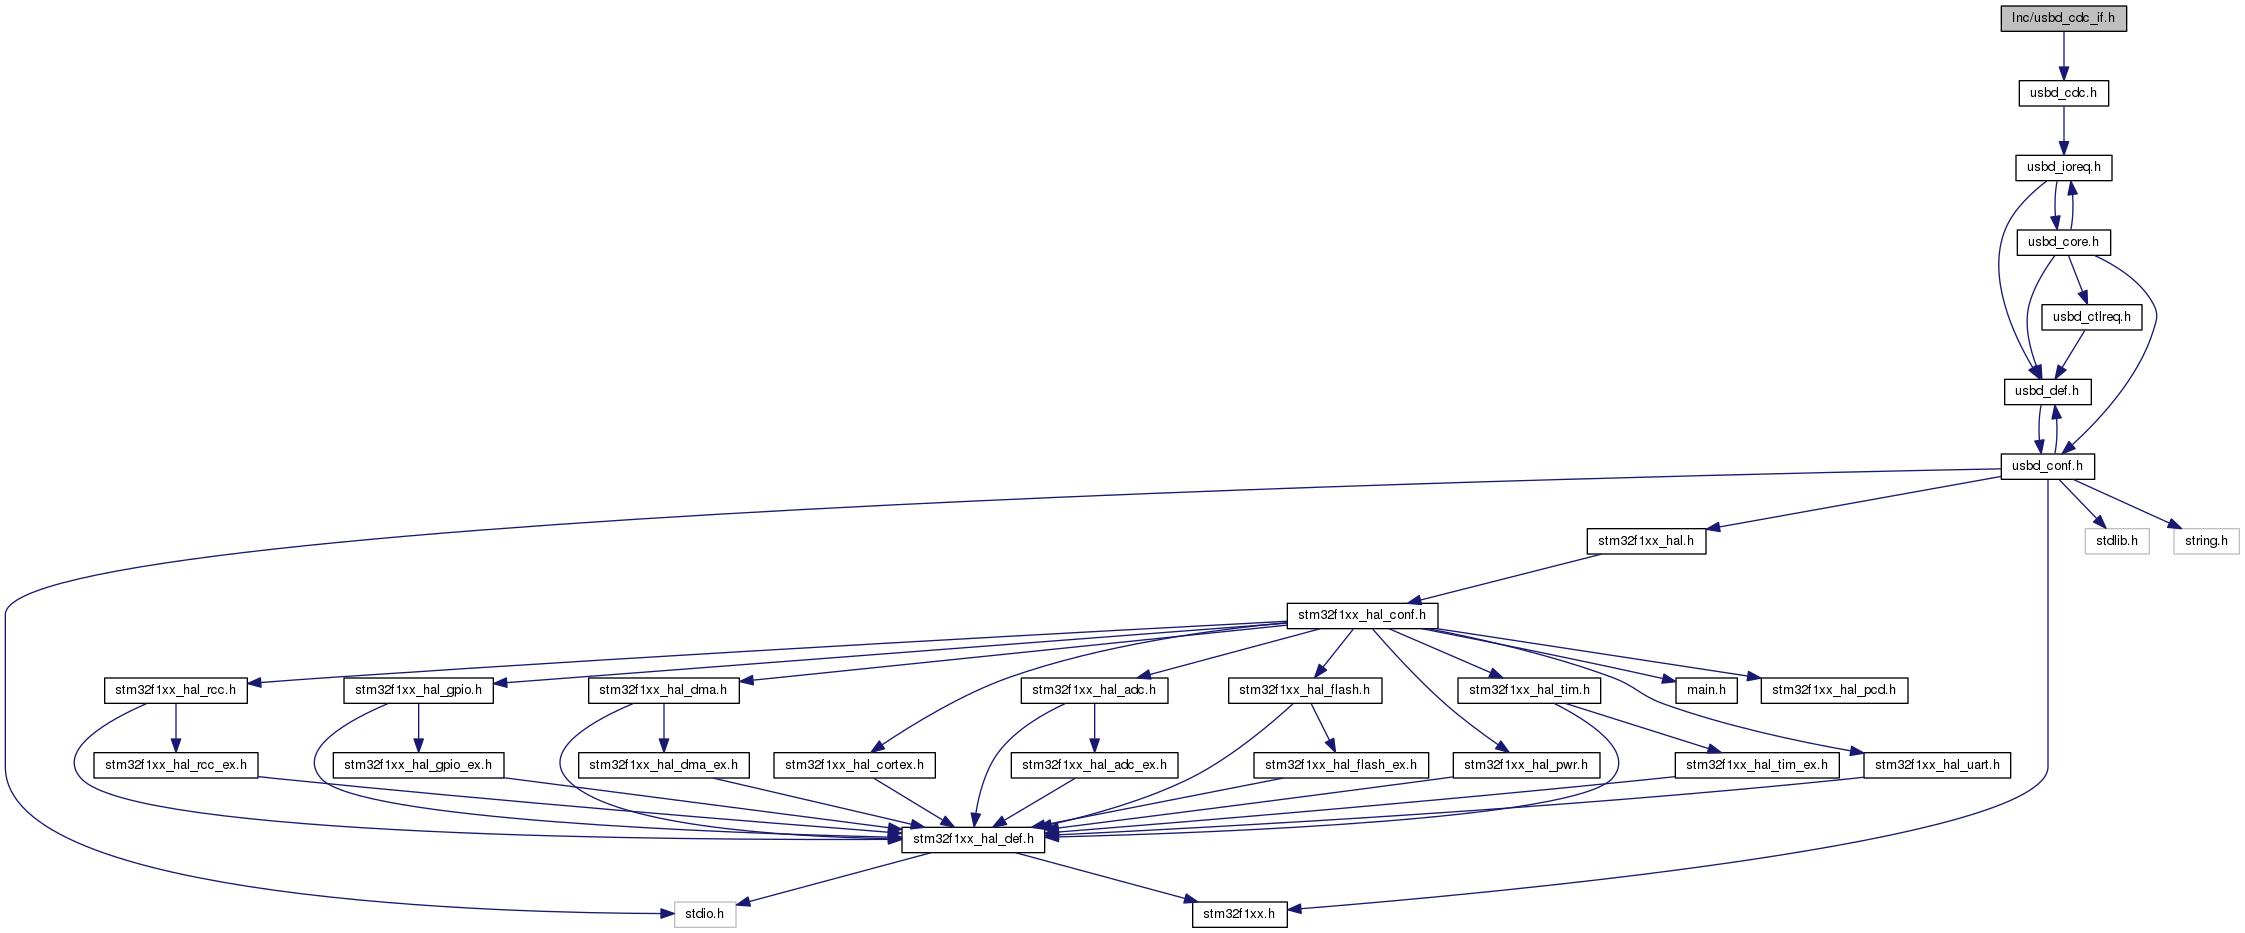 Inc/usbd_cdc_if.h
usbd_cdc.h
usbd_ioreq.h
usbd_core.h
usbd_ctlreq.h
usbd_def.h
usbd_conf.h
stm32f1xx_hal.h
stdlib.h
string.h
stm32f1xx_hal_conf.h
stm32f1xx_hal_rcc.h
stm32f1xx_hal_gpio.h
stm32f1xx_hal_dma.h
stm32f1xx_hal_adc.h
stm32f1xx_hal_flash.h
stm32f1xx_hal_tim.h
main.h
stm32f1xx_hal_pcd.h
stm32f1xx_hal_rcc_ex.h
stm32f1xx_hal_gpio_ex.h
stm32f1xx_hal_dma_ex.h
stm32f1xx_hal_cortex.h
stm32f1xx_hal_adc_ex.h
stm32f1xx_hal_flash_ex.h
stm32f1xx_hal_pwr.h
stm32f1xx_hal_tim_ex.h
stm32f1xx_hal_uart.h
stm32f1xx_hal_def.h
stdio.h
stm32f1xx.h